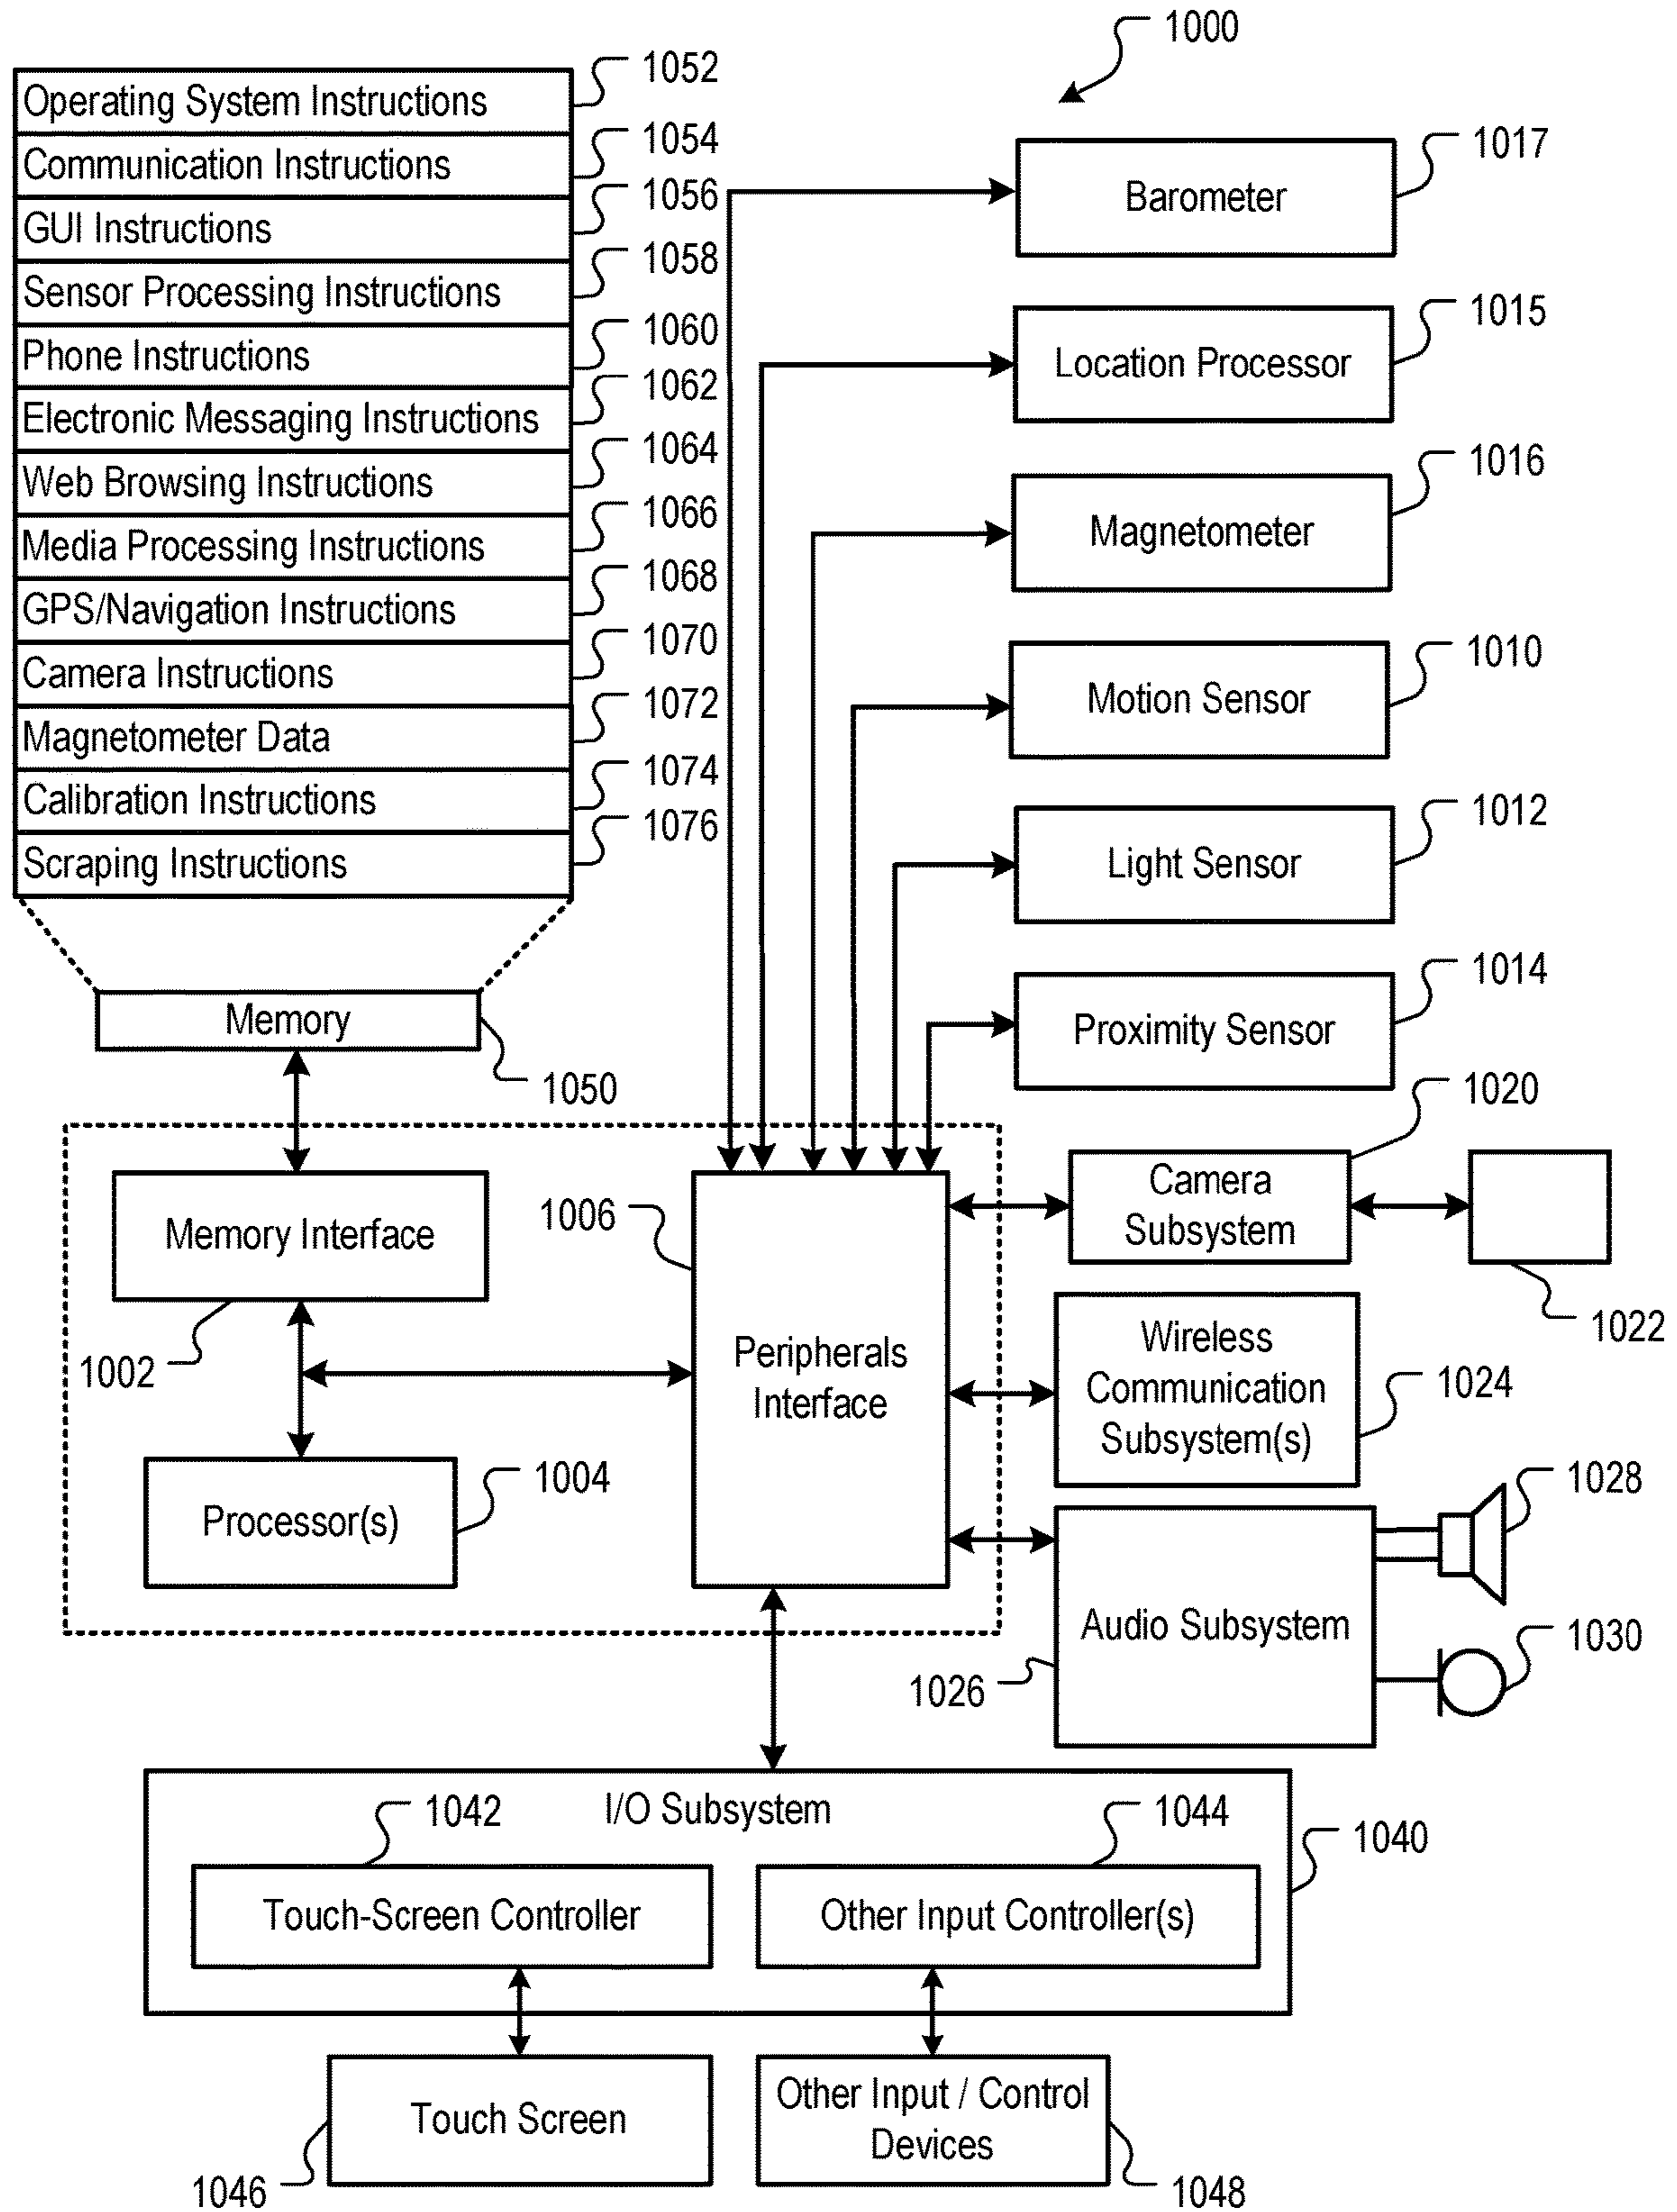 1000
Operating System Instructions
1052
Communication Instructions
1054
GUI Instructions
1056
Sensor Processing Instructions
1058
Phone Instructions
1060
Electronic Messaging Instructions
1062
Web Browsing Instructions
1064
Media Processing Instructions
1066
GPS/Navigation Instructions
1068
Camera Instructions
1070
Magnetometer Data
1072
Calibration Instructions
1074
Scraping Instructions
1076
Memory
1050
Barometer
1017
Location Processor
1015
Magnetometer
1016
Motion Sensor
1010
Light Sensor
1012
Proximity Sensor
1014
Memory Interface
1002
Processor(s)
1004
1006
Peripherals
Interface
Camera
Subsystem
1020
1022
Wireless
Communication
Subsystem(s)
1024
Audio Subsystem
1026
1028
1030
I/O Subsystem
1040
1042
Touch-Screen Controller
1044
Other Input Controller(s)
Touch Screen
1046
Other Input / Control
Devices
1048